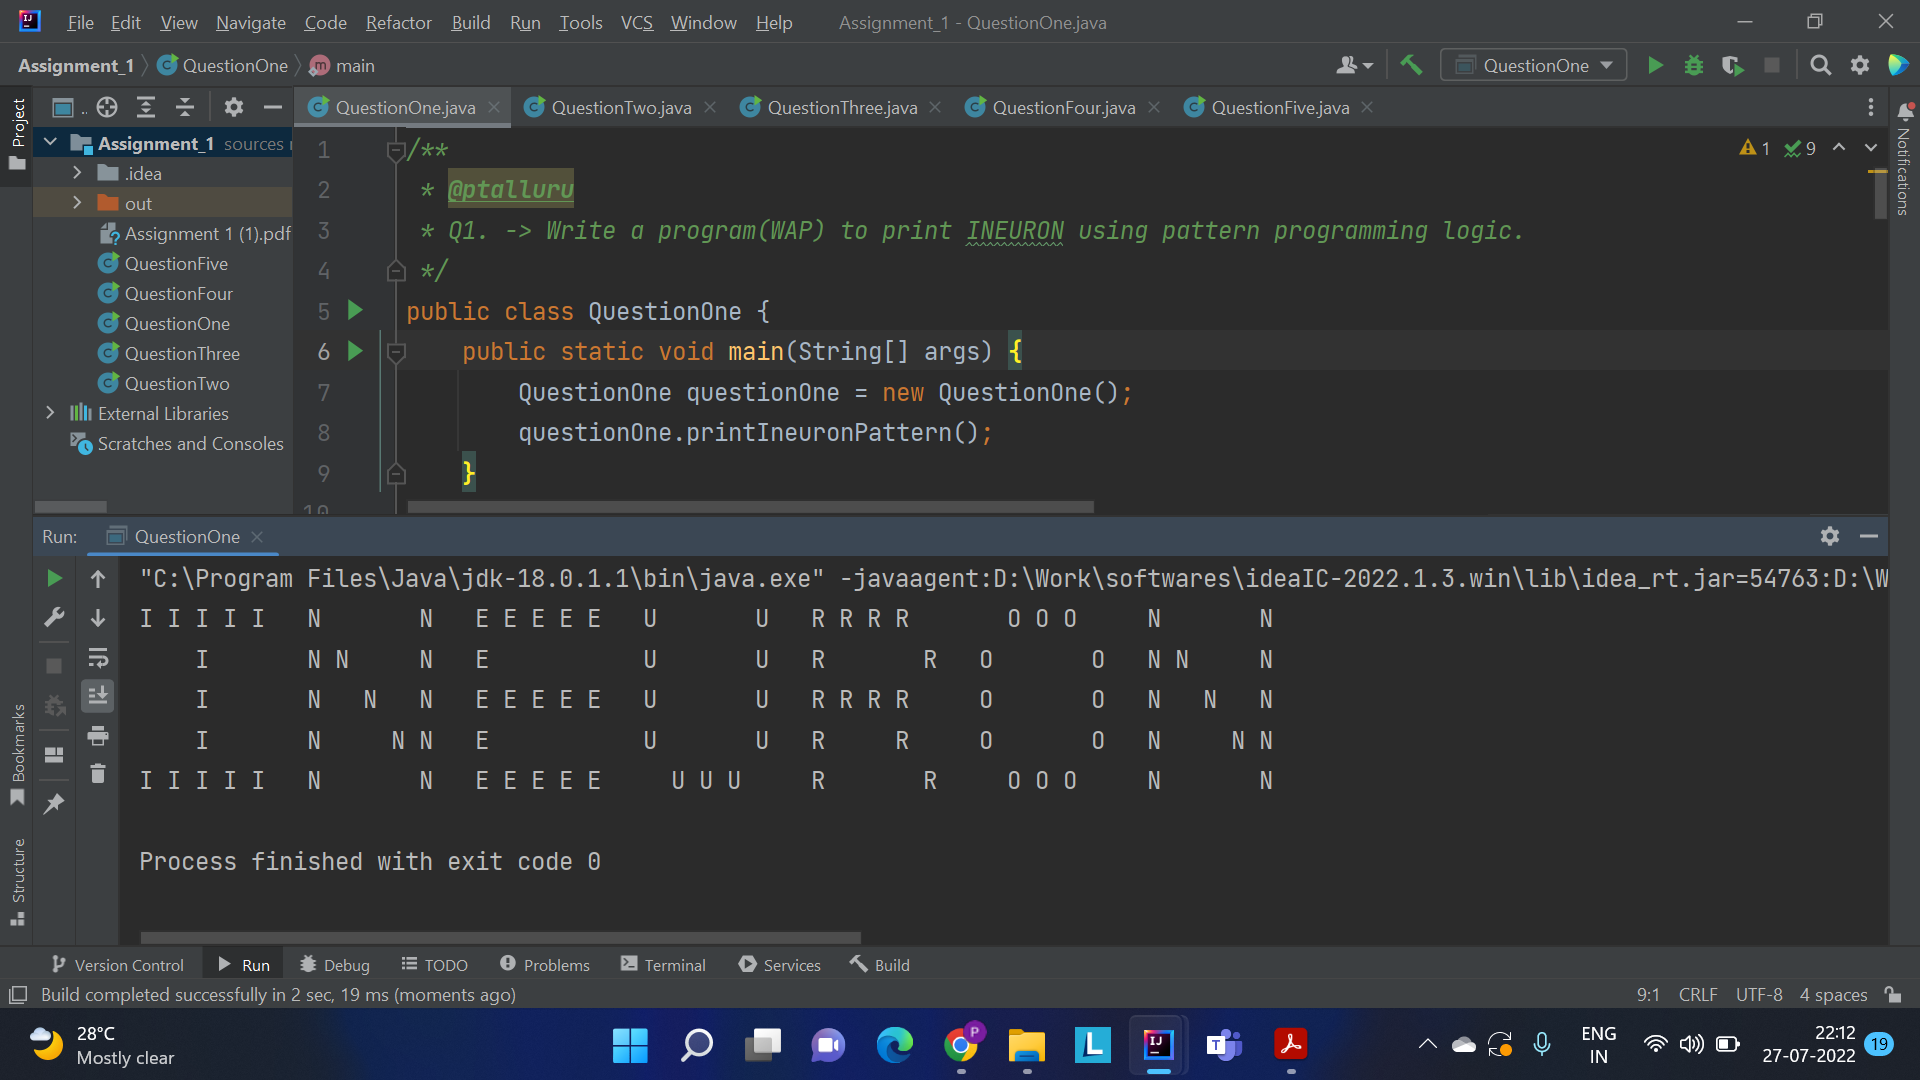 File Edit View Navigate Code Refactor Build Run Tools VCS Window Help Assignment_1 - QuestionOne.java
Assignment_1 QuestionOne main QuestionOne
Project
QuestionOne.java QuestionTwo.java QuestionThree.java QuestionFour.java QuestionFive.java
Notifications
Assignment_1 sources
.idea
out
Assignment 1 (1).pdf
QuestionFive
QuestionFour
QuestionOne
QuestionThree
QuestionTwo
External Libraries
Scratches and Consoles
1 /**
2 * @ptalluru
3 * Q1. -> Write a program(WAP) to print INEURON using pattern programming logic.
4 */
5 public class QuestionOne {
6 public static void main(String[] args) {
7 QuestionOne questionOne = new QuestionOne();
8 questionOne.printIneuronPattern();
9 }
10
1 9
Run: QuestionOne
"C:\Program Files\Java\jdk-18.0.1.1\bin\java.exe" -javaagent:D:\Work\softwares\ideaIC-2022.1.3.win\lib\idea_rt.jar=54763:D:\W
I I I I I   N       N   E E E E E   U       U   R R R R       O O O     N       N
    I       N N     N   E           U       U   R       R   O       O   N N     N
    I       N   N   N   E E E E E   U       U   R R R R     O       O   N   N   N
    I       N     N N   E           U       U   R     R     O       O   N     N N
I I I I I   N       N   E E E E E     U U U     R       R     O O O     N       N
Process finished with exit code 0
Bookmarks
Structure
Version Control Run Debug TODO Problems Terminal Services Build
Build completed successfully in 2 sec, 19 ms (moments ago) 9:1 CRLF UTF-8 4 spaces
28°C
Mostly clear
ENG
IN
22:12
27-07-2022
19